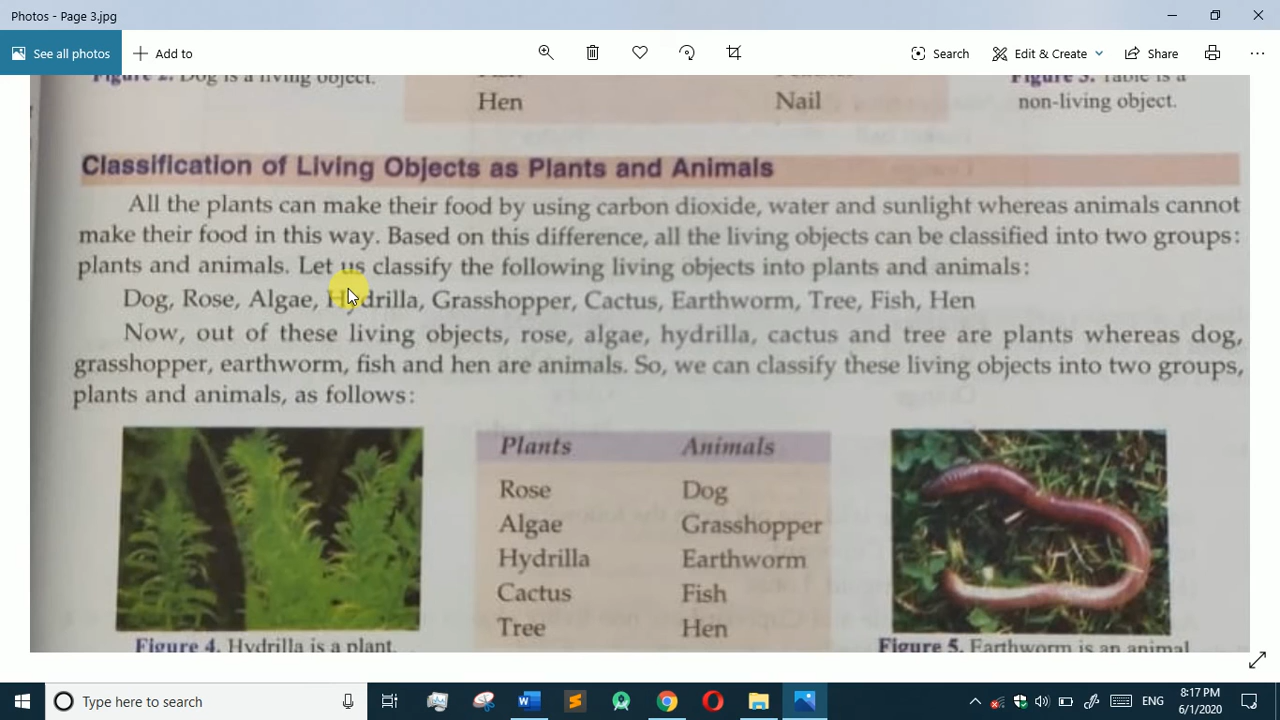 Photos - Page 3.jpg
See all photos
Add to
Search
Edit & Create
Share
Figure 2. Dog is a living object.
Hen Nail
Figure 3. Table is a
non-living object.
Classification of Living Objects as Plants and Animals
All the plants can make their food by using carbon dioxide, water and sunlight whereas animals cannot
make their food in this way. Based on this difference, all the living objects can be classified into two groups:
plants and animals. Let us classify the following living objects into plants and animals:
Dog, Rose, Algae, Hydrilla, Grasshopper, Cactus, Earthworm, Tree, Fish, Hen
Now, out of these living objects, rose, algae, hydrilla, cactus and tree are plants whereas dog,
grasshopper, earthworm, fish and hen are animals. So, we can classify these living objects into two groups,
plants and animals, as follows:
Plants Animals
Rose Dog
Algae Grasshopper
Hydrilla Earthworm
Cactus Fish
Tree Hen
Figure 4. Hydrilla is a plant.
Figure 5. Earthworm is an animal
Type here to search
ENG
8:17 PM
6/1/2020